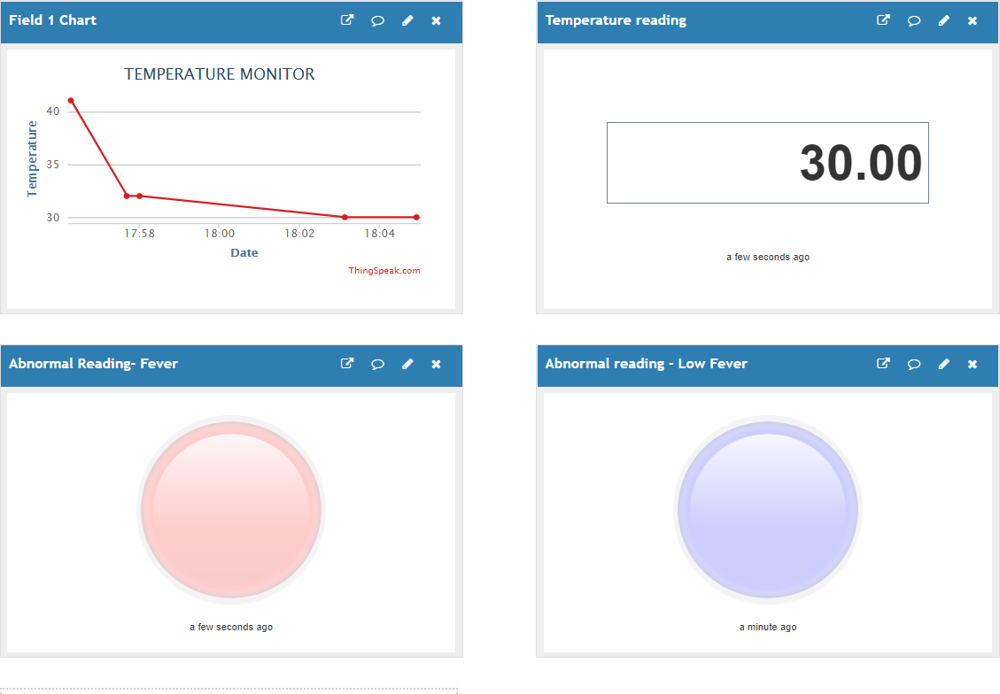 Field 1 Chart
TEMPERATURE MONITOR
Temperature
40
35
30
17:58 18:00 18:02 18:04
Date
ThingSpeak.com
Temperature reading
30.00
a few seconds ago
Abnormal Reading- Fever
a few seconds ago
Abnormal reading - Low Fever
a minute ago